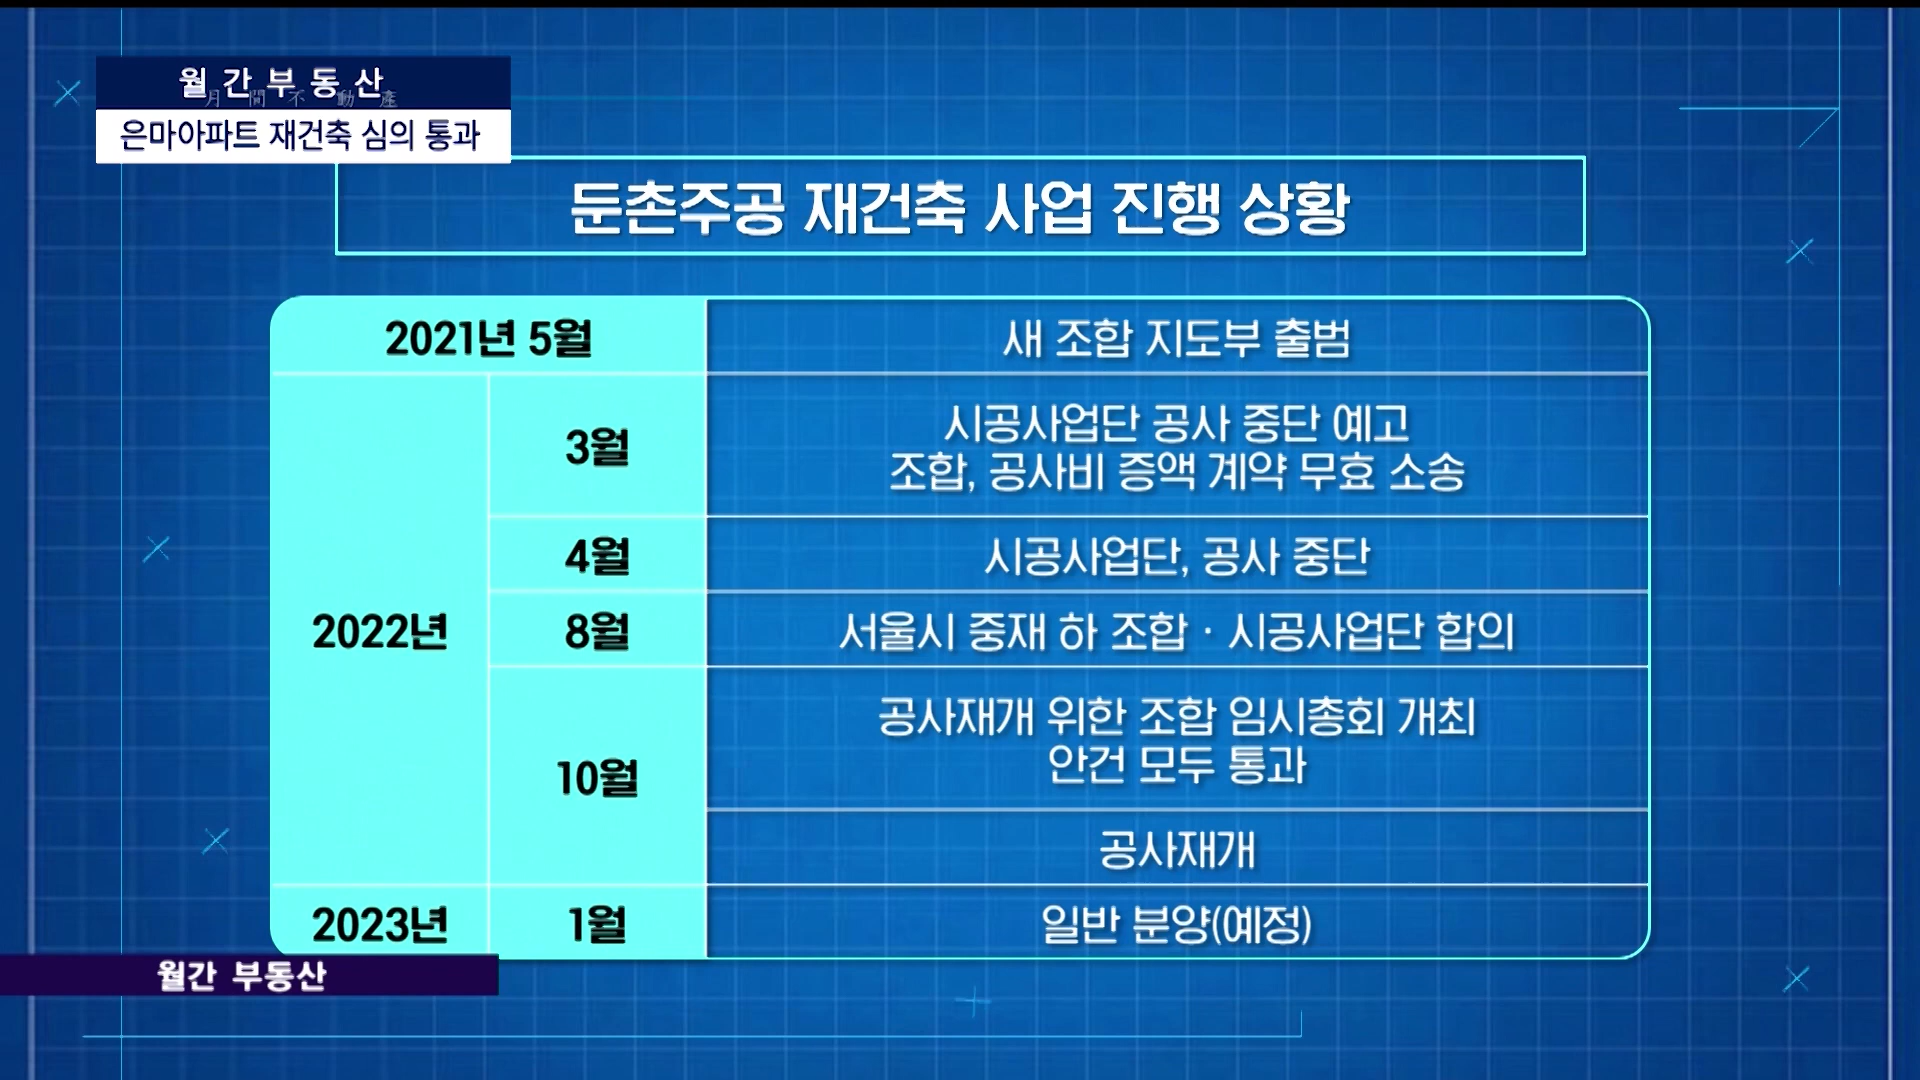 월간부동산
月間不動産
은마아파트 재건축 심의 통과
둔촌주공 재건축 사업 진행 상황
2021년 5월
새 조합 지도부 출범
2022년
3월
시공사업단 공사 중단 예고
조합, 공사비 증액 계약 무효 소송
4월
시공사업단, 공사 중단
8월
서울시 중재 하 조합 · 시공사업단 합의
10월
공사재개 위한 조합 임시총회 개최
안건 모두 통과
공사재개
2023년
1월
일반 분양(예정)
월간 부동산